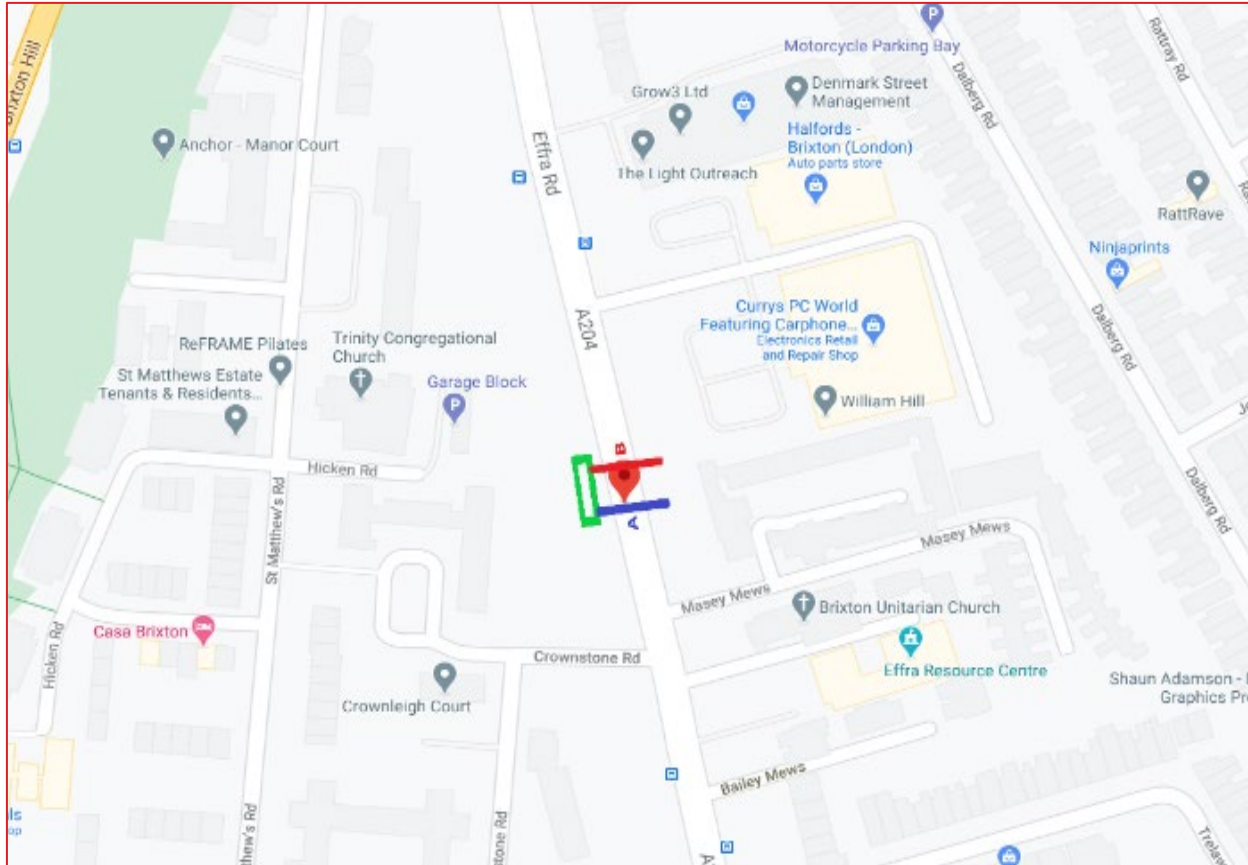 Brixton Hill
Motorcycle Parking Bay
Rattray Rd
Dalberg Rd
Grow3 Ltd
Denmark Street
Management
Anchor - Manor Court
Effra Rd
Halfords -
Brixton (London)
Auto parts store
The Light Outreach
RattRave
Ninjaprints
A204
Currys PC World
Featuring Carphone...
Electronics Retail
and Repair Shop
Dalberg Rd
ReFRAME Pilates
Trinity Congregational
Church
St Matthews Estate
Tenants & Residents...
Garage Block
William Hill
Hicken Rd
B
A
St Matthew's Rd
Dalberg Rd
Masey Mews
Masey Mews
Brixton Unitarian Church
Casa Brixton
Hicken Rd
Crownstone Rd
Effra Resource Centre
Crownleigh Court
Shaun Adamson -
Graphics
Bailey Mews